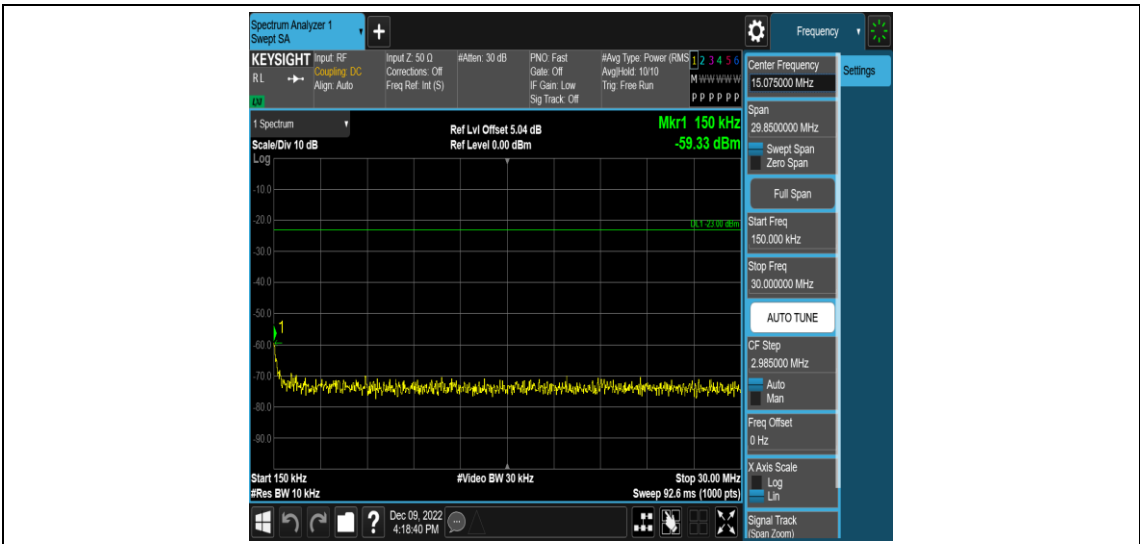 Spectrum Analyzer 1
Swept SA
Frequency
KEYSIGHT
RL
LXI
Input: RF
Coupling: DC
Align: Auto
Input Z: 50 Ω
Corrections: Off
Freq Ref: Int (S)
#Atten: 30 dB
PNO: Fast
Gate: Off
IF Gain: Low
Sig Track: Off
#Avg Type: Power (RMS
Avg|Hold: 10/10
Trig: Free Run
1 2 3 4 5 6
M W W W W W
P P P P P P
Center Frequency
15.075000 MHz
Settings
Span
29.8500000 MHz
Swept Span
Zero Span
Full Span
Start Freq
150.000 kHz
Stop Freq
30.000000 MHz
AUTO TUNE
CF Step
2.985000 MHz
Auto
Man
Freq Offset
0 Hz
X Axis Scale
Log
Lin
Signal Track
(Span Zoom)
1 Spectrum
Scale/Div 10 dB
Log
Ref Lvl Offset 5.04 dB
Ref Level 0.00 dBm
Mkr1 150 kHz
-59.33 dBm
-10.0
-20.0
DL1 -23.00 dBm
-30.0
-40.0
-50.0
1
-60.0
-70.0
-80.0
-90.0
Start 150 kHz
#Video BW 30 kHz
Stop 30.00 MHz
#Res BW 10 kHz
Sweep 92.6 ms (1000 pts)
?
Dec 09, 2022
4:18:40 PM